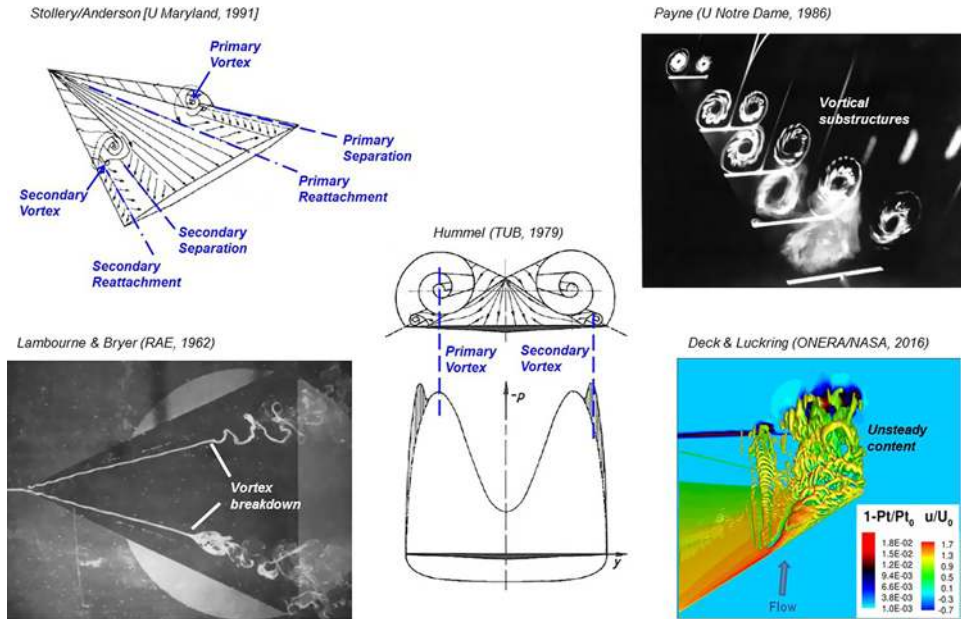 Stollery/Anderson [U Maryland, 1991]
Primary
Vortex
Primary
Separation
Primary
Reattachment
Secondary
Vortex
Secondary
Separation
Secondary
Reattachment
Payne (U Notre Dame, 1986)
Vortical
substructures
Hummel (TUB, 1979)
Primary
Vortex
Secondary
Vortex
-p
y
Lambourne & Bryer (RAE, 1962)
Vortex
breakdown
Deck & Luckring (ONERA/NASA, 2016)
Unsteady
content
1-Pt/Pt0 u/U0
1.8E-02 1.7
1.5E-02 1.3
1.2E-02 0.9
9.4E-03 0.5
6.6E-03 0.1
3.8E-03 -0.3
1.0E-03 -0.7
Flow